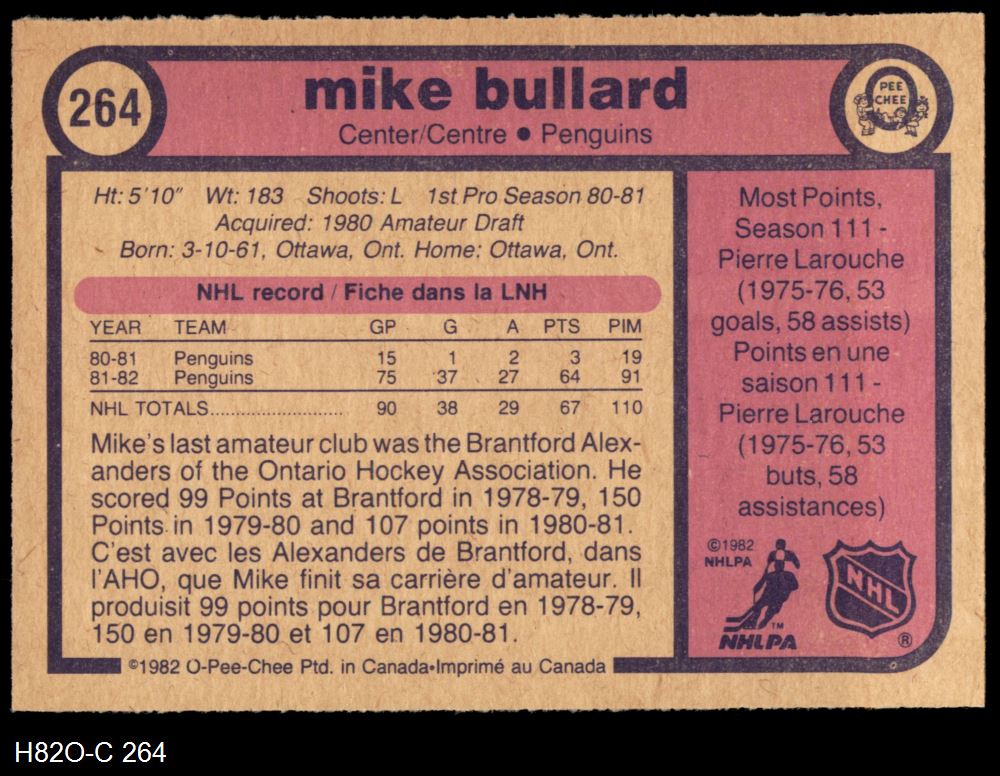 264
mike bullard
Center/Centre • Penguins
PEE
CHEE
Ht: 5'10" Wt: 183 Shoots: L 1st Pro Season 80-81
Acquired: 1980 Amateur Draft
Born: 3-10-61, Ottawa, Ont. Home: Ottawa, Ont.
NHL record / Fiche dans la LNH
YEAR TEAM GP G A PTS PIM
80-81 Penguins 15 1 2 3 19
81-82 Penguins 75 37 27 64 91
NHL TOTALS........................... 90 38 29 67 110
Mike's last amateur club was the Brantford Alex-
anders of the Ontario Hockey Association. He
scored 99 Points at Brantford in 1978-79, 150
Points in 1979-80 and 107 points in 1980-81.
C'est avec les Alexanders de Brantford, dans
l'AHO, que Mike finit sa carrière d'amateur. Il
produisit 99 points pour Brantford en 1978-79,
150 en 1979-80 et 107 en 1980-81.
©1982 O-Pee-Chee Ptd. in Canada•Imprimé au Canada
Most Points,
Season 111 -
Pierre Larouche
(1975-76, 53
goals, 58 assists)
Points en une
saison 111 -
Pierre Larouche
(1975-76, 53
buts, 58
assistances)
©1982
NHLPA
TM
NHLPA
NHL
®
H82O-C 264